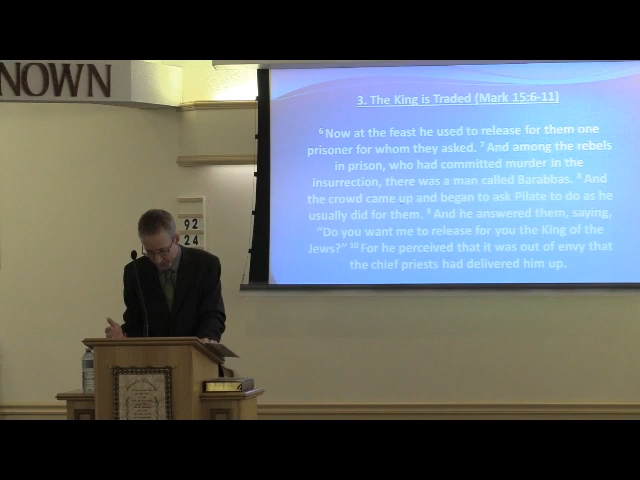 NOWN
3. The King is Traded (Mark 15:6-11)
6 Now at the feast he used to release for them one
prisoner for whom they asked. 7 And among the rebels
in prison, who had committed murder in the
insurrection, there was a man called Barabbas. 8 And
the crowd came up and began to ask Pilate to do as he
usually did for them. 9 And he answered them, saying,
“Do you want me to release for you the King of the
Jews?” 10 For he perceived that it was out of envy that
the chief priests had delivered him up.
92
24